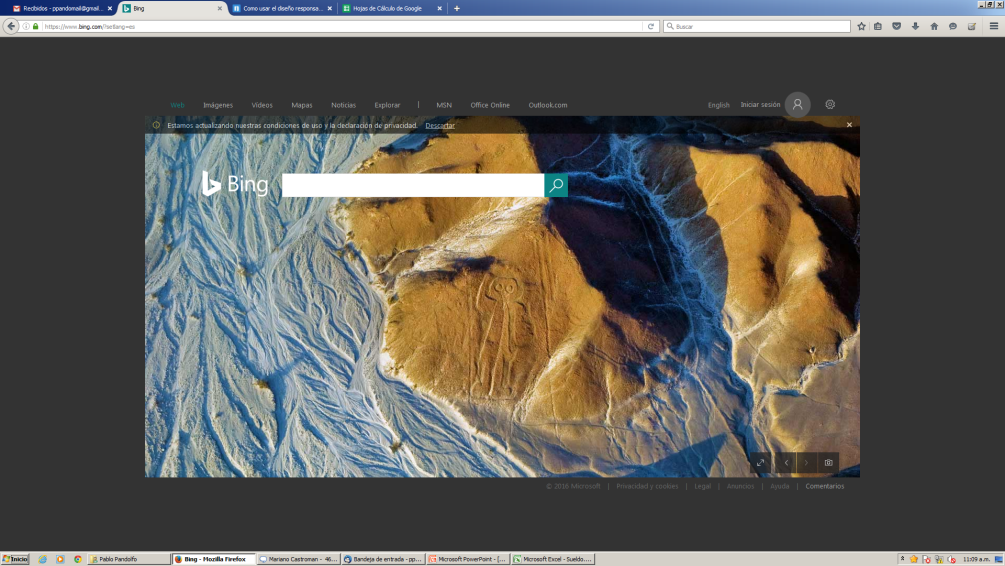 Recibidos - ppandomail@gmail... Bing Como usar el diseño responsa... Hojas de Cálculo de Google
https://www.bing.com/?setlang=es Buscar
Web Imágenes Vídeos Mapas Noticias Explorar | MSN Office Online Outlook.com English Iniciar sesión
Estamos actualizando nuestras condiciones de uso y la declaración de privacidad. Descartar
Bing
© 2016 Microsoft | Privacidad y cookies | Legal | Anuncios | Ayuda | Comentarios
Inicio Pablo Pandolfo Bing - Mozilla Firefox Mariano Castroman - 46... Bandeja de entrada - pp... Microsoft PowerPoint - [... Microsoft Excel - Sueldo.... 11:09 a.m.